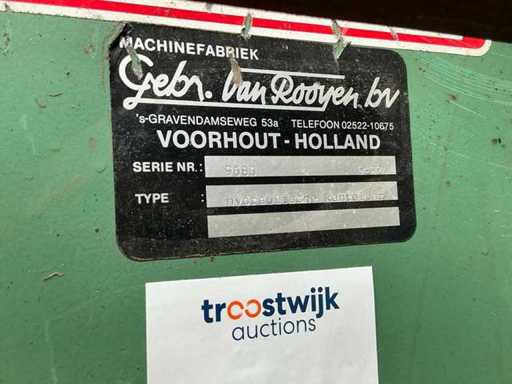 MACHINEFABRIEK
Gebr. Van Rooyen bv
's-GRAVENDAMSEWEG 53a TELEFOON 02522-10675
VOORHOUT - HOLLAND
SERIE NR.:
TYPE :
troostwijk
auctions